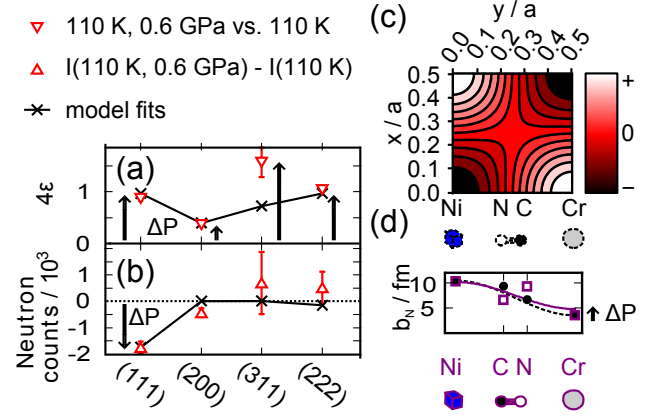 110 K, 0.6 GPa vs. 110 K
I(110 K, 0.6 GPa) - I(110 K)
model fits
(a)
4ε
1
0
ΔP
(b)
Neutron
counts / 10³
0
-1
-2
ΔP
(111)
(200)
(311)
(222)
(c)
y / a
0.0
0.1
0.2
0.3
0.4
0.5
x / a
0.5
0.4
0.3
0.2
0.1
0.0
+
0
−
(d)
Ni N C Cr
b_N / fm
10
5
ΔP
Ni C N Cr